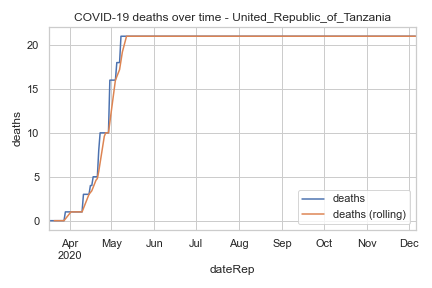 COVID-19 deaths over time - United_Republic_of_Tanzania
20
15
10
5
0
deaths
deaths
deaths (rolling)
Apr May Jun Jul Aug Sep Oct Nov Dec
2020
dateRep